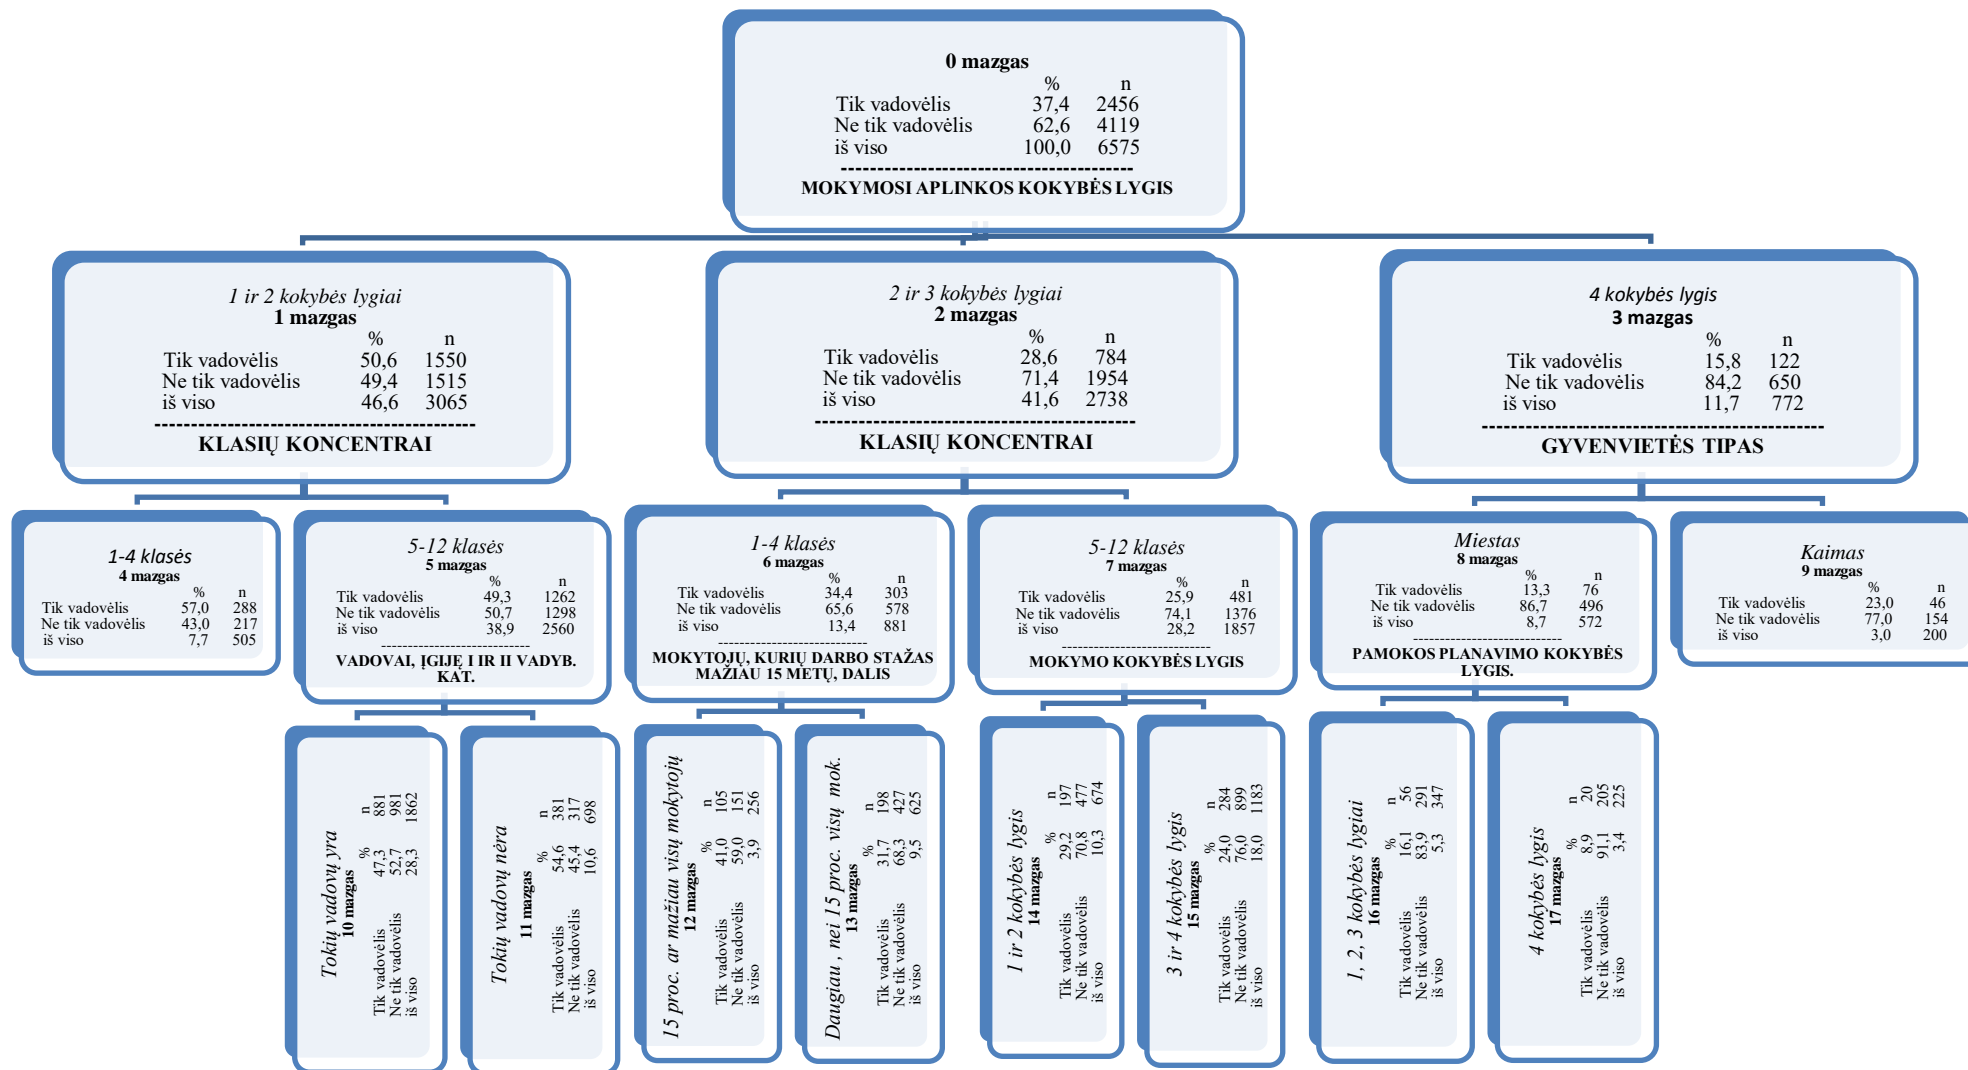 0 mazgas
% n
Tik vadovėlis 37,4 2456
Ne tik vadovėlis 62,6 4119
iš viso 100,0 6575
------------------------------------------
MOKYMOSI APLINKOS KOKYBĖS LYGIS
1 ir 2 kokybės lygiai
1 mazgas
% n
Tik vadovėlis 50,6 1550
Ne tik vadovėlis 49,4 1515
iš viso 46,6 3065
------------------------------------------
KLASIŲ KONCENTRAI
2 ir 3 kokybės lygiai
2 mazgas
% n
Tik vadovėlis 28,6 784
Ne tik vadovėlis 71,4 1954
iš viso 41,6 2738
------------------------------------------
KLASIŲ KONCENTRAI
4 kokybės lygis
3 mazgas
% n
Tik vadovėlis 15,8 122
Ne tik vadovėlis 84,2 650
iš viso 11,7 772
------------------------------------------
GYVENVIETĖS TIPAS
1-4 klasės
4 mazgas
% n
Tik vadovėlis 57,0 288
Ne tik vadovėlis 43,0 217
iš viso 7,7 505
5-12 klasės
5 mazgas
% n
Tik vadovėlis 49,3 1262
Ne tik vadovėlis 50,7 1298
iš viso 38,9 2560
----------------------------
VADOVAI, ĮGIJĘ I IR II VADYB.
KAT.
1-4 klasės
6 mazgas
% n
Tik vadovėlis 34,4 303
Ne tik vadovėlis 65,6 578
iš viso 13,4 881
----------------------------
MOKYTOJŲ, KURIŲ DARBO STAŽAS
MAŽIAU 15 METŲ, DALIS
5-12 klasės
7 mazgas
% n
Tik vadovėlis 25,9 481
Ne tik vadovėlis 74,1 1376
iš viso 28,2 1857
----------------------------
MOKYMO KOKYBĖS LYGIS
Miestas
8 mazgas
% n
Tik vadovėlis 13,3 76
Ne tik vadovėlis 86,7 496
iš viso 8,7 572
----------------------------
PAMOKOS PLANAVIMO KOKYBĖS
LYGIS.
Kaimas
9 mazgas
% n
Tik vadovėlis 23,0 46
Ne tik vadovėlis 77,0 154
iš viso 3,0 200
Tokių vadovų yra
10 mazgas
% n
Tik vadovėlis 47,3 881
Ne tik vadovėlis 52,7 981
iš viso 28,3 1862
Tokių vadovų nėra
11 mazgas
% n
Tik vadovėlis 54,6 381
Ne tik vadovėlis 45,4 317
iš viso 10,6 698
15 proc. ar mažiau visų mokytojų
12 mazgas
% n
Tik vadovėlis 41,0 105
Ne tik vadovėlis 59,0 151
iš viso 3,9 256
Daugiau , nei 15 proc. visų mok.
13 mazgas
% n
Tik vadovėlis 31,7 198
Ne tik vadovėlis 68,3 427
iš viso 9,5 625
1 ir 2 kokybės lygis
14 mazgas
% n
Tik vadovėlis 29,2 197
Ne tik vadovėlis 70,8 477
iš viso 10,3 674
3 ir 4 kokybės lygis
15 mazgas
% n
Tik vadovėlis 24,0 284
Ne tik vadovėlis 76,0 899
iš viso 18,0 1183
1, 2, 3 kokybės lygiai
16 mazgas
% n
Tik vadovėlis 16,1 56
Ne tik vadovėlis 83,9 291
iš viso 5,3 347
4 kokybės lygis
17 mazgas
% n
Tik vadovėlis 8,9 20
Ne tik vadovėlis 91,1 205
iš viso 3,4 225